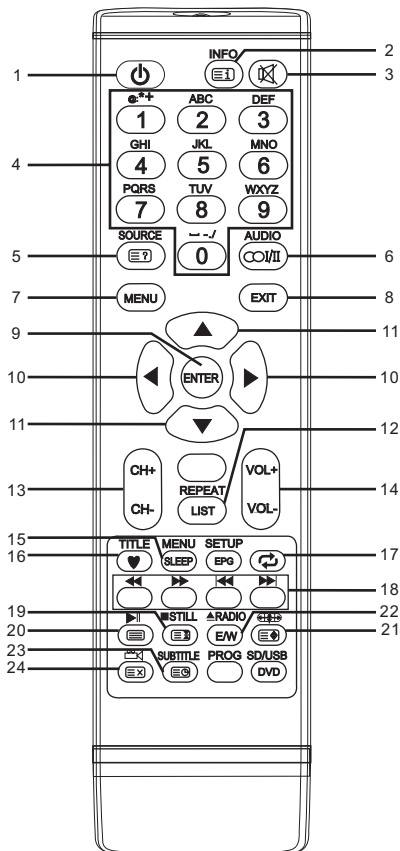 INFO
1 2
3
@:*+ ABC DEF
1 2 3
GHI JKL MNO
4
4 5 6
PQRS TUV WXYZ
7 8 9
SOURCE ⎵-./ AUDIO
5 ? 0 I/II 6
7 MENU EXIT 8
9 11
10 ENTER 10
11
12
CH+ VOL+
13 REPEAT 14
CH- LIST VOL-
15 TITLE MENU SETUP
16 SLEEP EPG 17
18
19 STILL RADIO 22
20 E/W 21
23 SUBTITLE PROG SD/USB
24 DVD